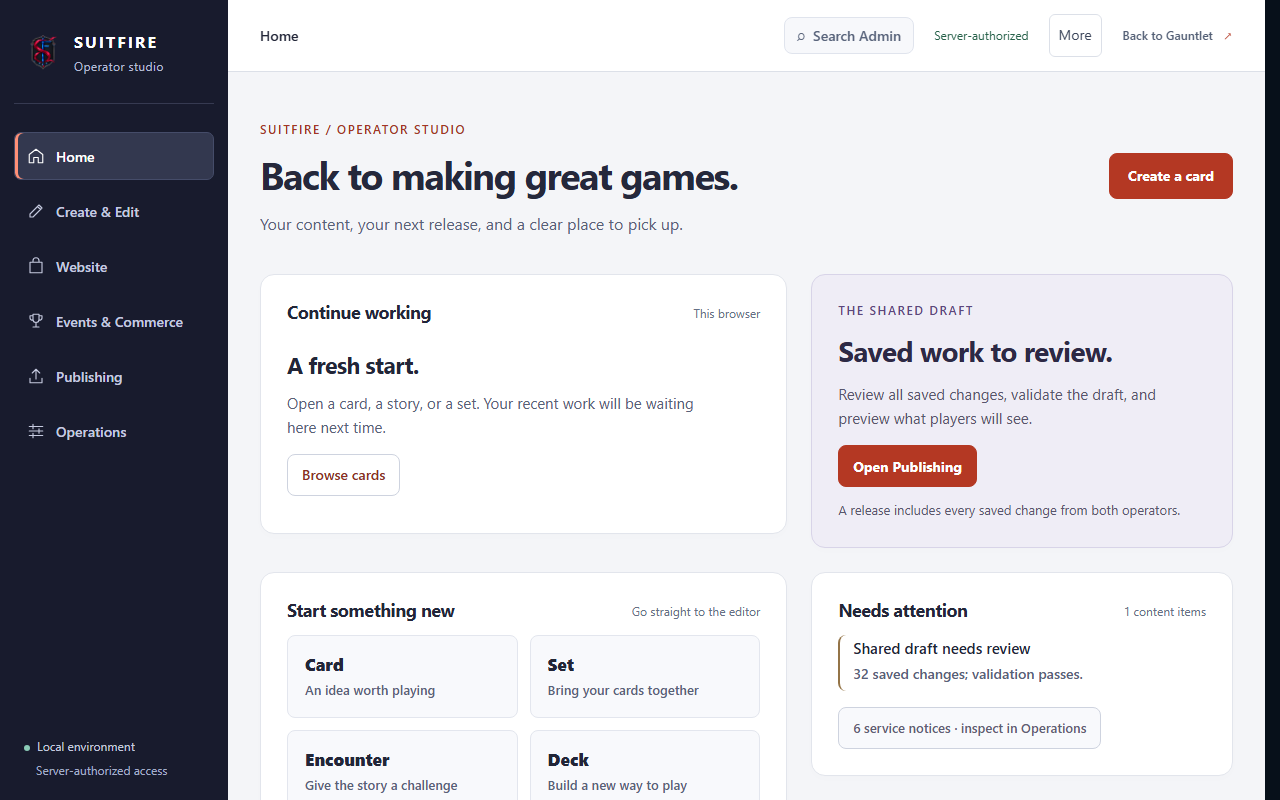 SUITFIRE
Operator studio
Home
Create & Edit
Website
Events & Commerce
Publishing
Operations
Local environment
Server-authorized access
Home
Search Admin
Server-authorized
More
Back to Gauntlet ↗
SUITFIRE / OPERATOR STUDIO
Back to making great games.
Your content, your next release, and a clear place to pick up.
Create a card
Continue working
This browser
A fresh start.
Open a card, a story, or a set. Your recent work will be waiting
here next time.
Browse cards
THE SHARED DRAFT
Saved work to review.
Review all saved changes, validate the draft, and
preview what players will see.
Open Publishing
A release includes every saved change from both operators.
Start something new
Go straight to the editor
Card
An idea worth playing
Set
Bring your cards together
Encounter
Give the story a challenge
Deck
Build a new way to play
Needs attention
1 content items
Shared draft needs review
32 saved changes; validation passes.
6 service notices · inspect in Operations